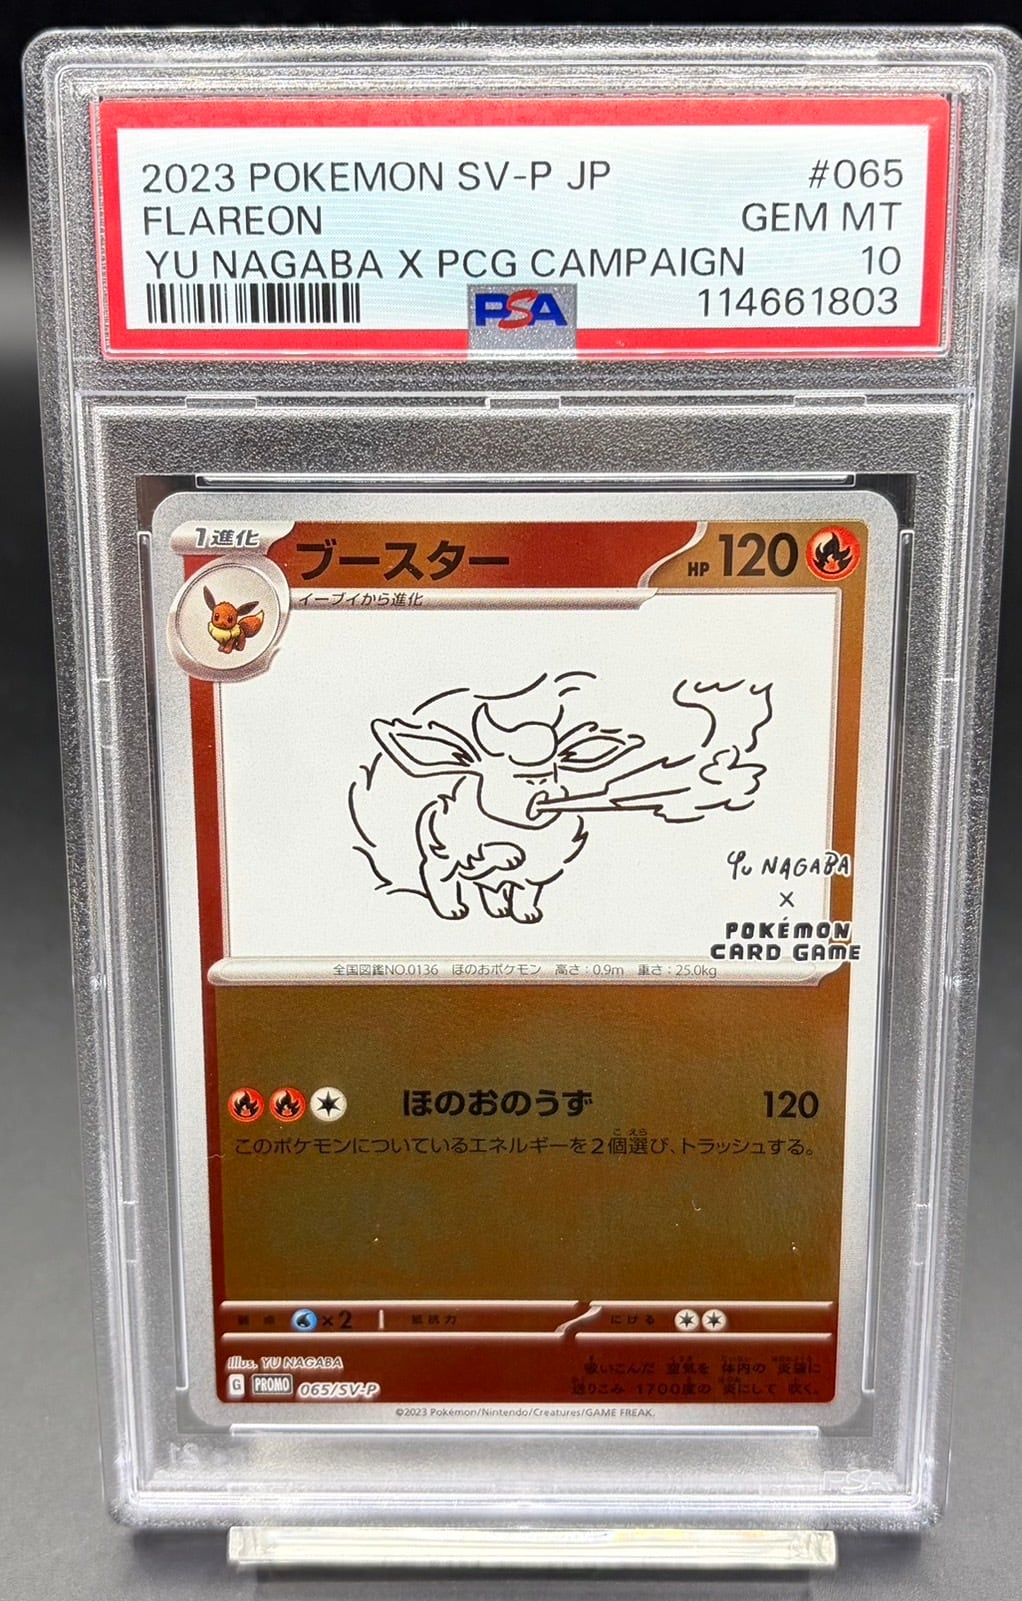 2023 POKEMON SV-P JP #065
FLAREON GEM MT
YU NAGABA X PCG CAMPAIGN 10
PSA 114661803
1進化 ブースター HP 120
イーブイから進化
Yu NAGABA
×
POKÉMON
CARD GAME
全国図鑑NO.0136 ほのおポケモン 高さ:0.9m 重さ:25.0kg
ほのおのうず 120
このポケモンについているエネルギーを2個選び、トラッシュする。
弱点 ×2 抵抗力 にげる
illus. YU NAGABA
吸いこんだ 空気を 体内の 炎袋に
G PROMO 065/SV-P 送りこみ 1700度の 炎にして 吹く。
©2023 Pokémon/Nintendo/Creatures/GAME FREAK.